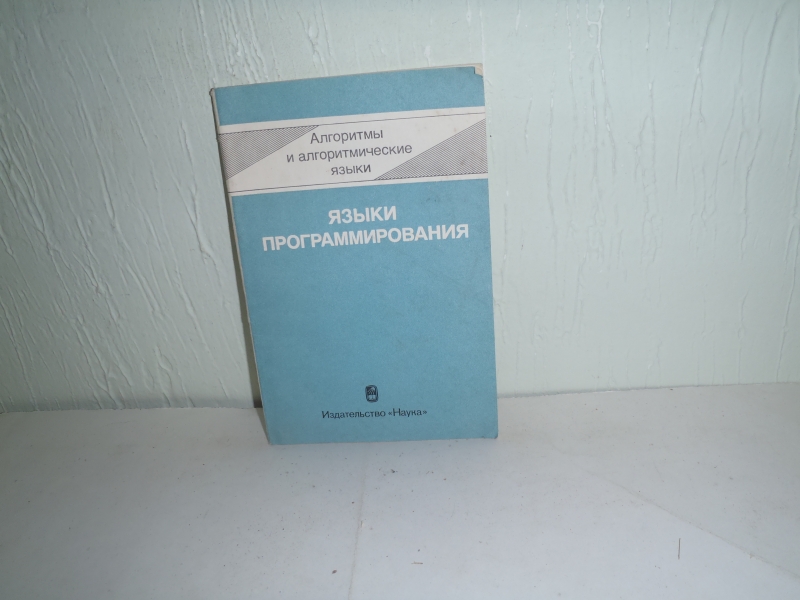 Алгоритмы
и алгоритмические
языки
ЯЗЫКИ
ПРОГРАММИРОВАНИЯ
Издательство «Наука»